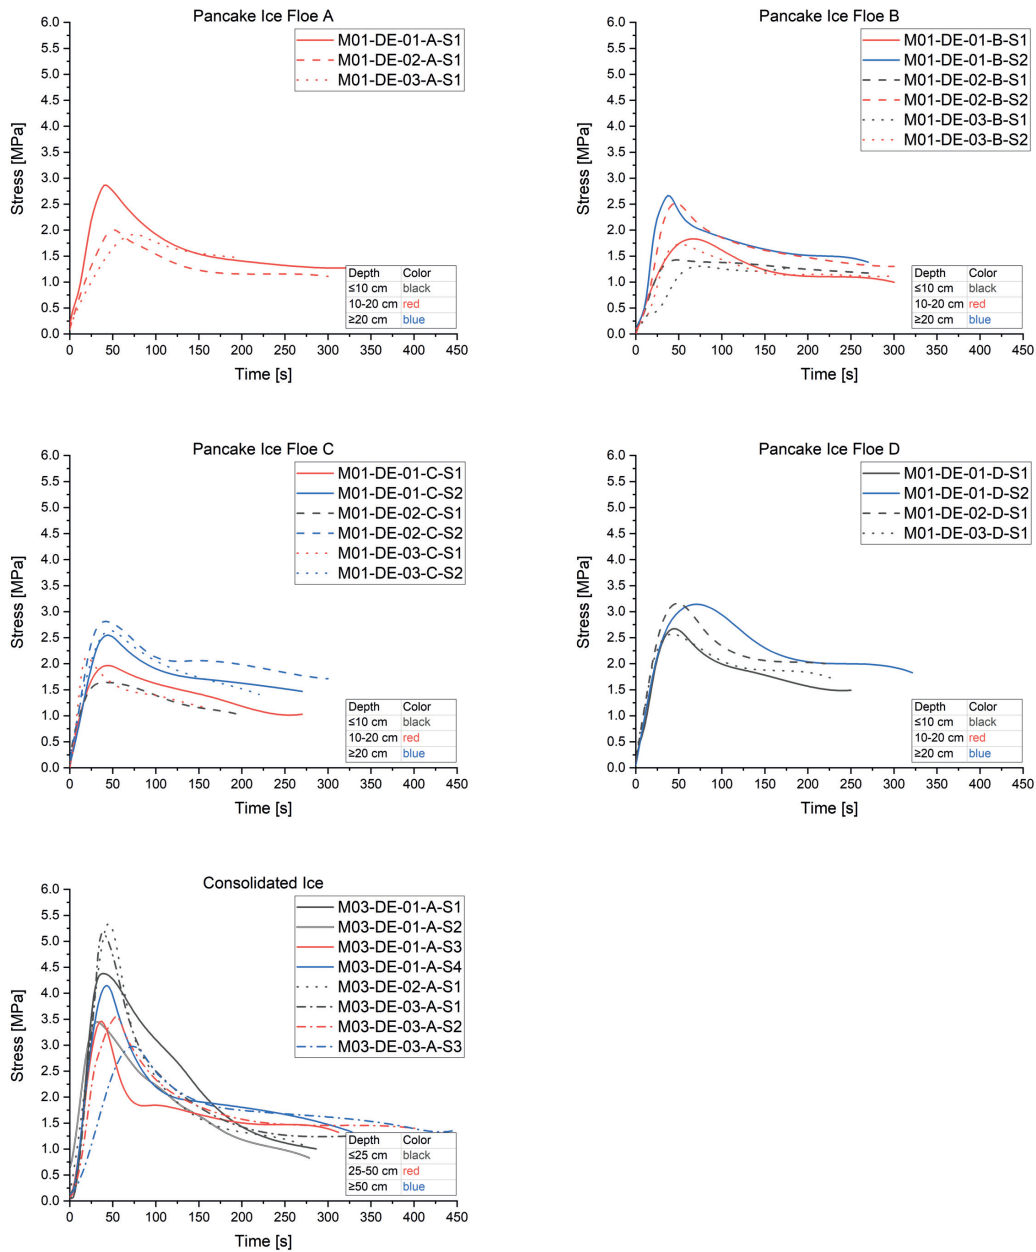 Pancake Ice Floe A
6.0
5.5
5.0
4.5
4.0
3.5
3.0
2.5
2.0
1.5
1.0
0.5
0.0
Stress [MPa]
M01-DE-01-A-S1
M01-DE-02-A-S1
M01-DE-03-A-S1
Depth Color
≤10 cm black
10-20 cm red
≥20 cm blue
0 50 100 150 200 250 300 350 400 450
Time [s]
Pancake Ice Floe B
6.0
5.5
5.0
4.5
4.0
3.5
3.0
2.5
2.0
1.5
1.0
0.5
0.0
Stress [MPa]
M01-DE-01-B-S1
M01-DE-01-B-S2
M01-DE-02-B-S1
M01-DE-02-B-S2
M01-DE-03-B-S1
M01-DE-03-B-S2
Depth Color
≤10 cm black
10-20 cm red
≥20 cm blue
0 50 100 150 200 250 300 350 400 450
Time [s]
Pancake Ice Floe C
6.0
5.5
5.0
4.5
4.0
3.5
3.0
2.5
2.0
1.5
1.0
0.5
0.0
Stress [MPa]
M01-DE-01-C-S1
M01-DE-01-C-S2
M01-DE-02-C-S1
M01-DE-02-C-S2
M01-DE-03-C-S1
M01-DE-03-C-S2
Depth Color
≤10 cm black
10-20 cm red
≥20 cm blue
0 50 100 150 200 250 300 350 400 450
Time [s]
Pancake Ice Floe D
6.0
5.5
5.0
4.5
4.0
3.5
3.0
2.5
2.0
1.5
1.0
0.5
0.0
Stress [MPa]
M01-DE-01-D-S1
M01-DE-01-D-S2
M01-DE-02-D-S1
M01-DE-03-D-S1
Depth Color
≤10 cm black
10-20 cm red
≥20 cm blue
0 50 100 150 200 250 300 350 400 450
Time [s]
Consolidated Ice
6.0
5.5
5.0
4.5
4.0
3.5
3.0
2.5
2.0
1.5
1.0
0.5
0.0
Stress [MPa]
M03-DE-01-A-S1
M03-DE-01-A-S2
M03-DE-01-A-S3
M03-DE-01-A-S4
M03-DE-02-A-S1
M03-DE-03-A-S1
M03-DE-03-A-S2
M03-DE-03-A-S3
Depth Color
≤25 cm black
25-50 cm red
≥50 cm blue
0 50 100 150 200 250 300 350 400 450
Time [s]